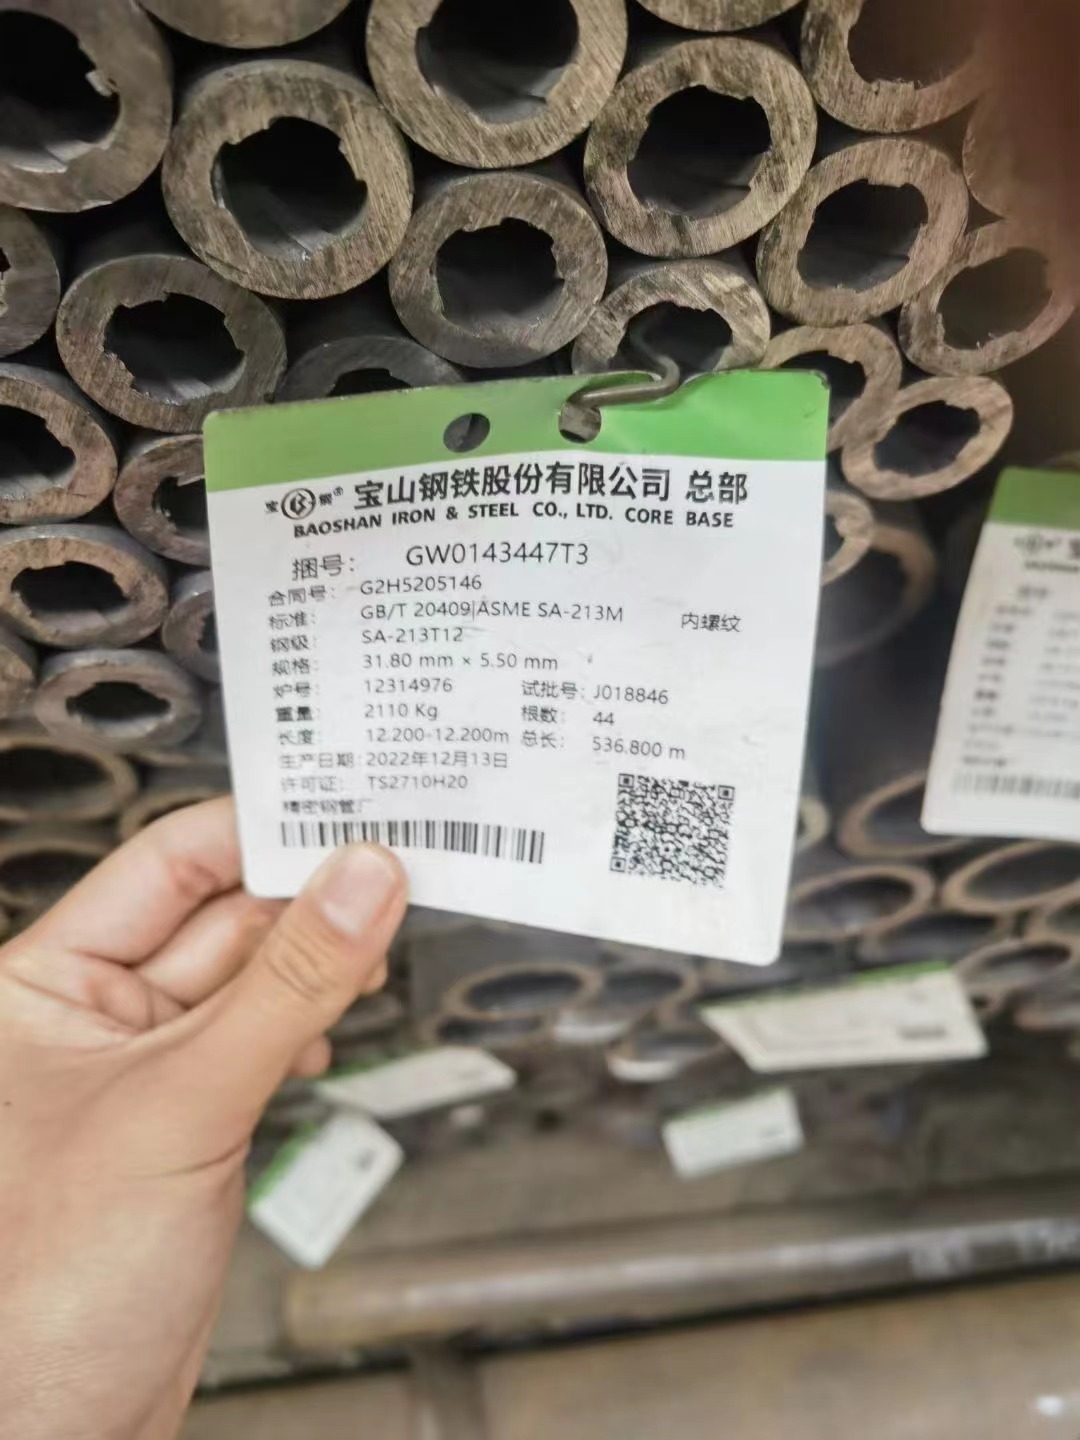 宝钢® 宝山钢铁股份有限公司 总部
BAOSHAN IRON & STEEL CO., LTD. CORE BASE
捆号: GW0143447T3
合同号: G2H5205146
标准: GB/T 20409|ASME SA-213M 内螺纹
钢级: SA-213T12
规格: 31.80 mm × 5.50 mm
炉号: 12314976 试批号: J018846
重量: 2110 Kg 根数: 44
长度: 12.200-12.200m 总长: 536.800 m
生产日期: 2022年12月13日
许可证: TS2710H20
精密钢管厂